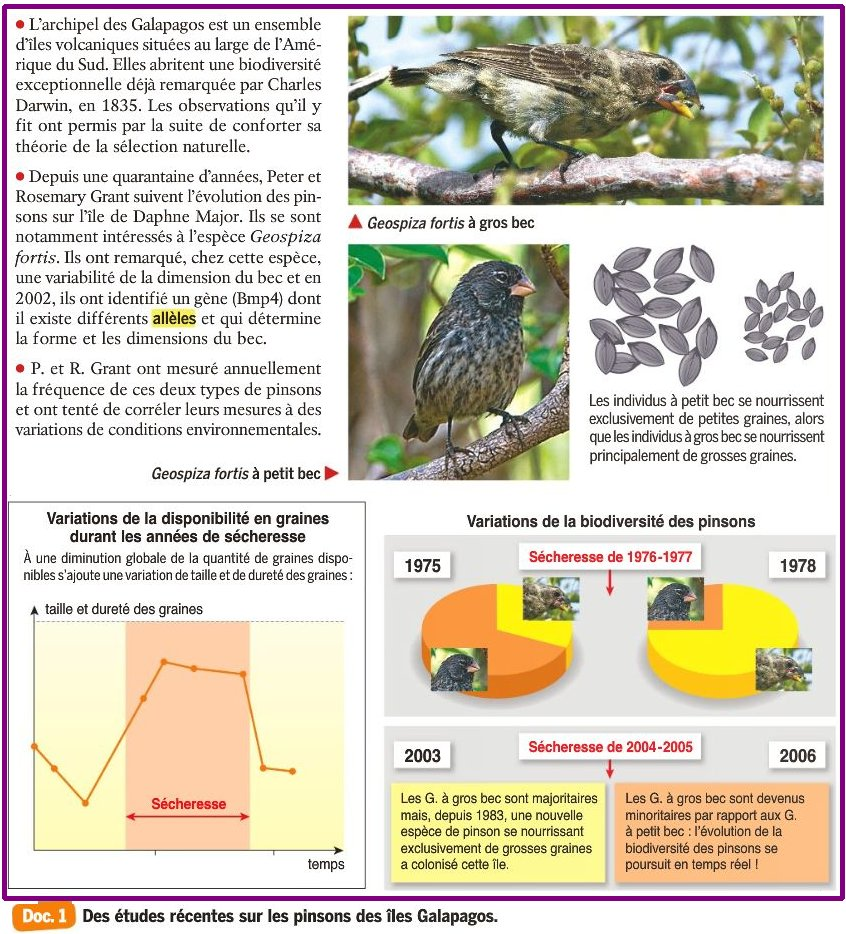 • L'archipel des Galapagos est un ensemble
d'îles volcaniques situées au large de l'Amé-
rique du Sud. Elles abritent une biodiversité
exceptionnelle déjà remarquée par Charles
Darwin, en 1835. Les observations qu'il y
fit ont permis par la suite de conforter sa
théorie de la sélection naturelle.
• Depuis une quarantaine d'années, Peter et
Rosemary Grant suivent l'évolution des pin-
sons sur l'île de Daphne Major. Ils se sont
notamment intéressés à l'espèce Geospiza
fortis. Ils ont remarqué, chez cette espèce,
une variabilité de la dimension du bec et en
2002, ils ont identifié un gène (Bmp4) dont
il existe différents allèles et qui détermine
la forme et les dimensions du bec.
• P. et R. Grant ont mesuré annuellement
la fréquence de ces deux types de pinsons
et ont tenté de corréler leurs mesures à des
variations de conditions environnementales.
Geospiza fortis à gros bec
Geospiza fortis à petit bec
Les individus à petit bec se nourrissent
exclusivement de petites graines, alors
que les individus à gros bec se nourrissent
principalement de grosses graines.
Variations de la disponibilité en graines
durant les années de sécheresse
À une diminution globale de la quantité de graines dispo-
nibles s'ajoute une variation de taille et de dureté des graines :
taille et dureté des graines
Sécheresse
temps
Variations de la biodiversité des pinsons
1975
Sécheresse de 1976-1977
1978
2003
Sécheresse de 2004-2005
2006
Les G. à gros bec sont majoritaires
mais, depuis 1983, une nouvelle
espèce de pinson se nourrissant
exclusivement de grosses graines
a colonisé cette île.
Les G. à gros bec sont devenus
minoritaires par rapport aux G.
à petit bec : l'évolution de la
biodiversité des pinsons se
poursuit en temps réel !
Doc. 1 Des études récentes sur les pinsons des îles Galapagos.